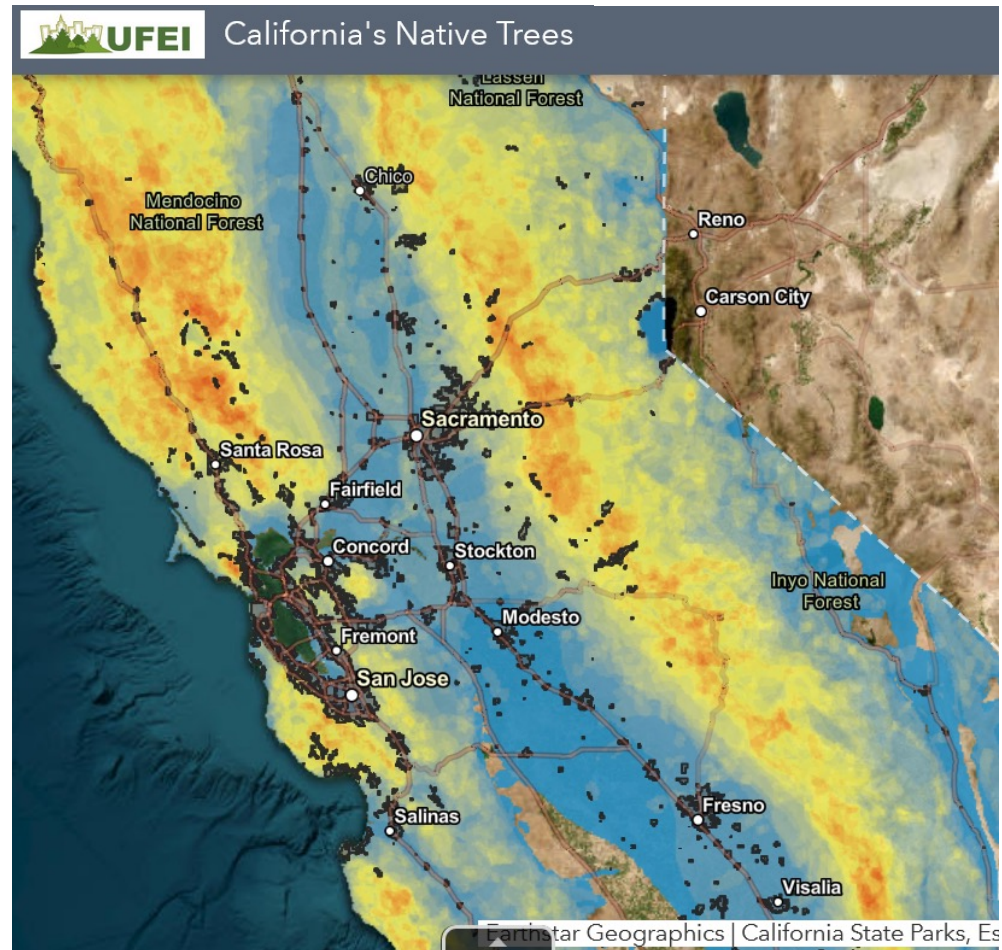 UFEI
California's Native Trees
Lassen
National Forest
Chico
Mendocino
National Forest
Reno
Carson City
Sacramento
Santa Rosa
Fairfield
Concord
Stockton
Inyo National
Forest
Modesto
Fremont
San Jose
Fresno
Salinas
Visalia
Earthstar Geographics | California State Parks, Es